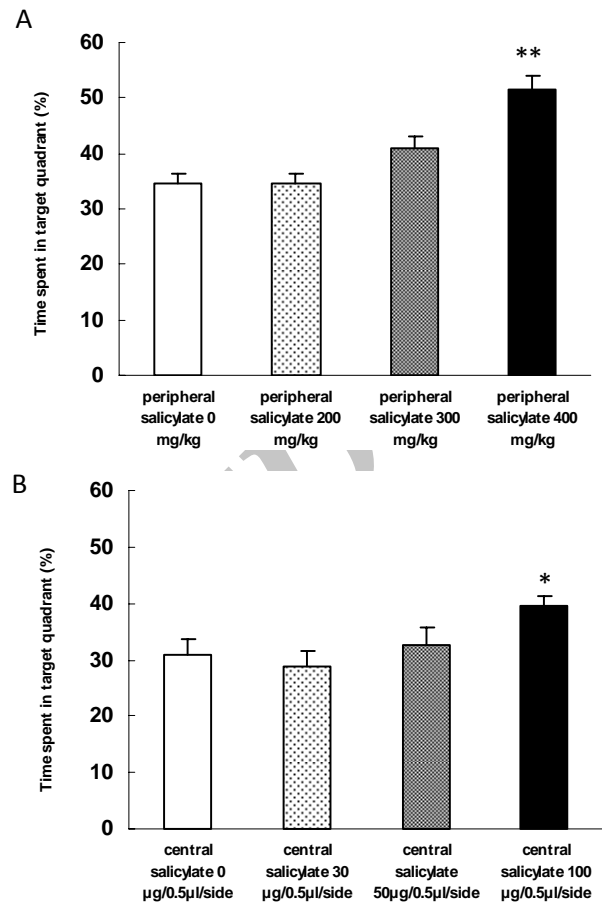 A
Time spent in target quadrant (%)
60
50
40
30
20
10
0
**
peripheral peripheral peripheral peripheral
salicylate 0 salicylate 200 salicylate 300 salicylate 400
mg/kg mg/kg mg/kg mg/kg
B
Time spent in target quadrant (%)
60
50
40
30
20
10
0
*
central central central central
salicylate 0 salicylate 30 salicylate salicylate 100
µg/0.5µl/side µg/0.5µl/side 50µg/0.5µl/side µg/0.5µl/side